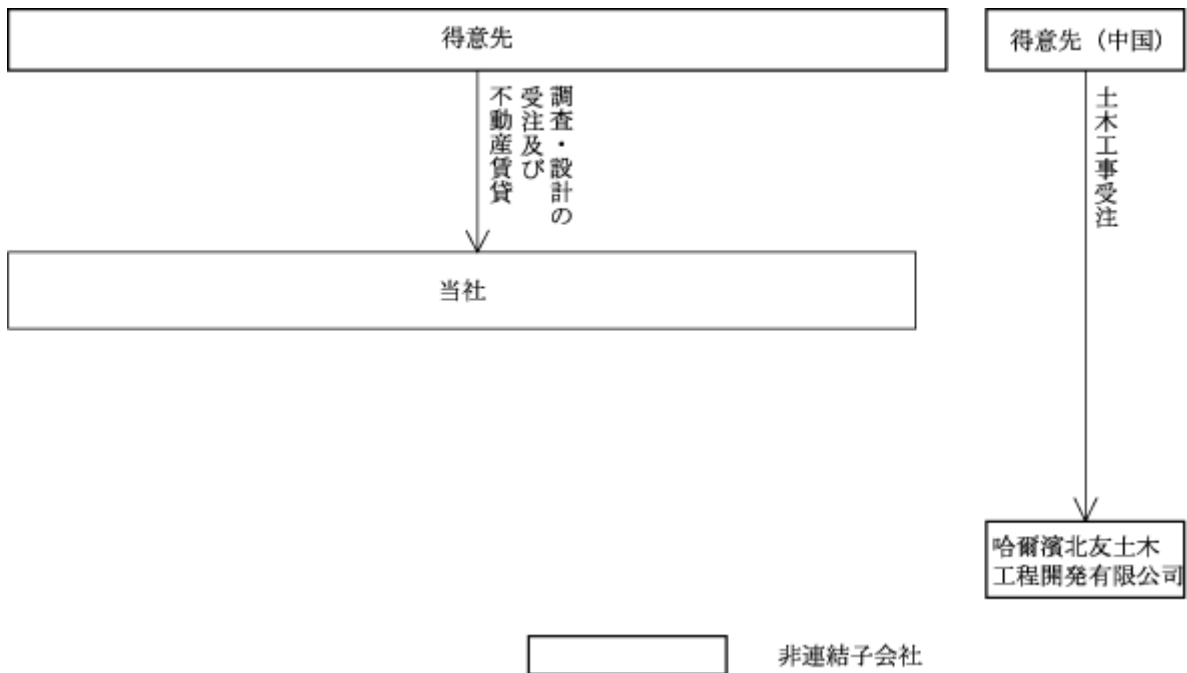 得意先
得意先（中国）
調査・設計の
受注及び
不動産賃貸
土木工事受注
当社
哈爾濱北友土木
工程開発有限公司
非連結子会社